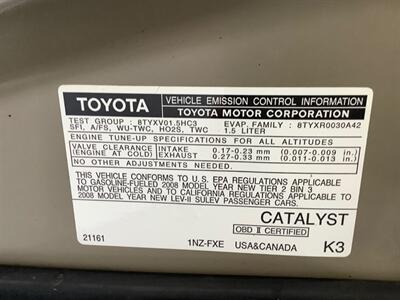 TOYOTA VEHICLE EMISSION CONTROL INFORMATION
TOYOTA MOTOR CORPORATION
TEST GROUP : 8TYXV01.5HC3 EVAP. FAMILY : 8TYXR0030A42
SFI, A/FS, WU-TWC, HO2S, TWC 1.5 LITER
ENGINE TUNE-UP SPECIFICATIONS FOR ALL ALTITUDES
VALVE CLEARANCE INTAKE 0.17-0.23 mm (0.007-0.009 in.)
(ENGINE AT COLD) EXHAUST 0.27-0.33 mm (0.011-0.013 in.)
NO OTHER ADJUSTMENTS NEEDED.
THIS VEHICLE CONFORMS TO U.S. EPA REGULATIONS APPLICABLE
TO GASOLINE-FUELED 2008 MODEL YEAR NEW TIER 2 BIN 3
MOTOR VEHICLES AND TO CALIFORNIA REGULATIONS APPLICABLE TO
2008 MODEL YEAR NEW LEV-II SULEV PASSENGER CARS.
CATALYST
OBD II CERTIFIED
21161 1NZ-FXE USA&CANADA K3